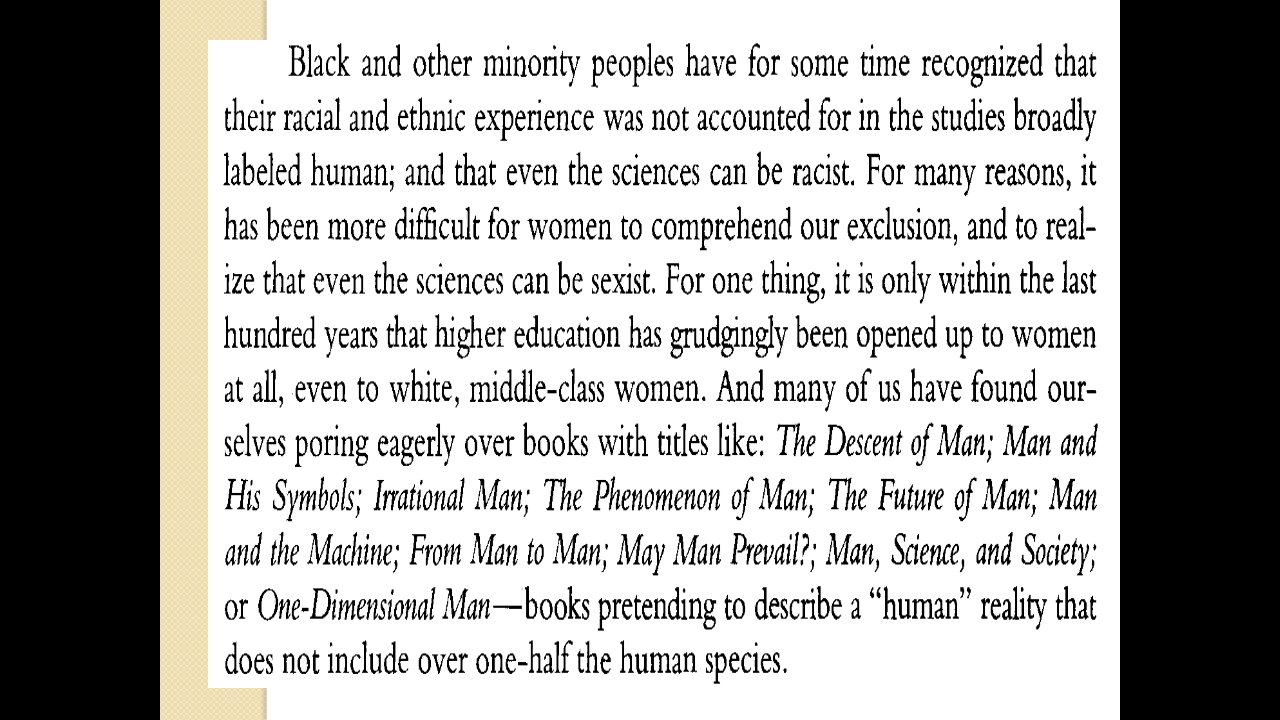 Black and other minority peoples have for some time recognized that
their racial and ethnic experience was not accounted for in the studies broadly
labeled human; and that even the sciences can be racist. For many reasons, it
has been more difficult for women to comprehend our exclusion, and to real-
ize that even the sciences can be sexist. For one thing, it is only within the last
hundred years that higher education has grudgingly been opened up to women
at all, even to white, middle-class women. And many of us have found our-
selves poring eagerly over books with titles like: The Descent of Man; Man and
His Symbols; Irrational Man; The Phenomenon of Man; The Future of Man; Man
and the Machine; From Man to Man; May Man Prevail?; Man, Science, and Society;
or One-Dimensional Man—books pretending to describe a “human” reality that
does not include over one-half the human species.